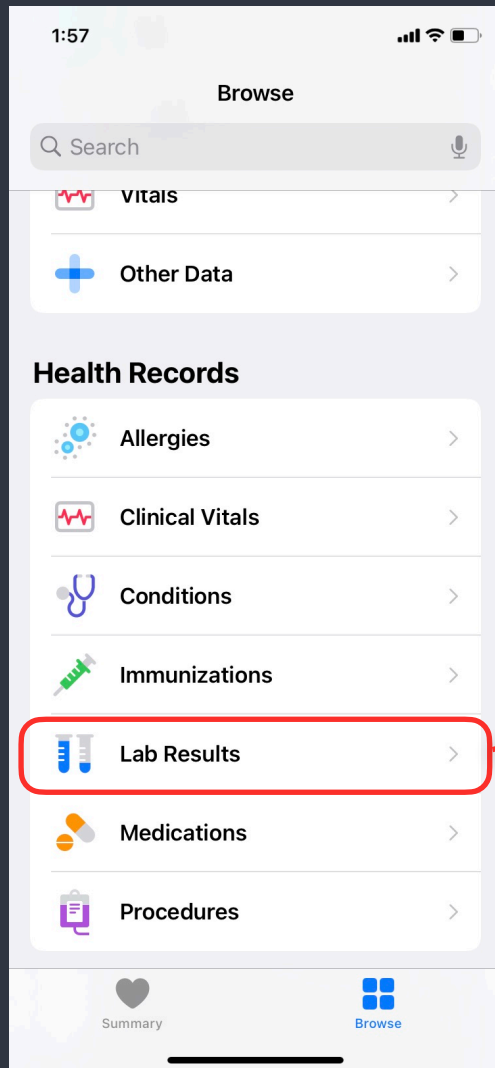 1:57
Browse
Search
Vitals
Other Data
Health Records
Allergies
Clinical Vitals
Conditions
Immunizations
Lab Results
Medications
Procedures
Summary
Browse